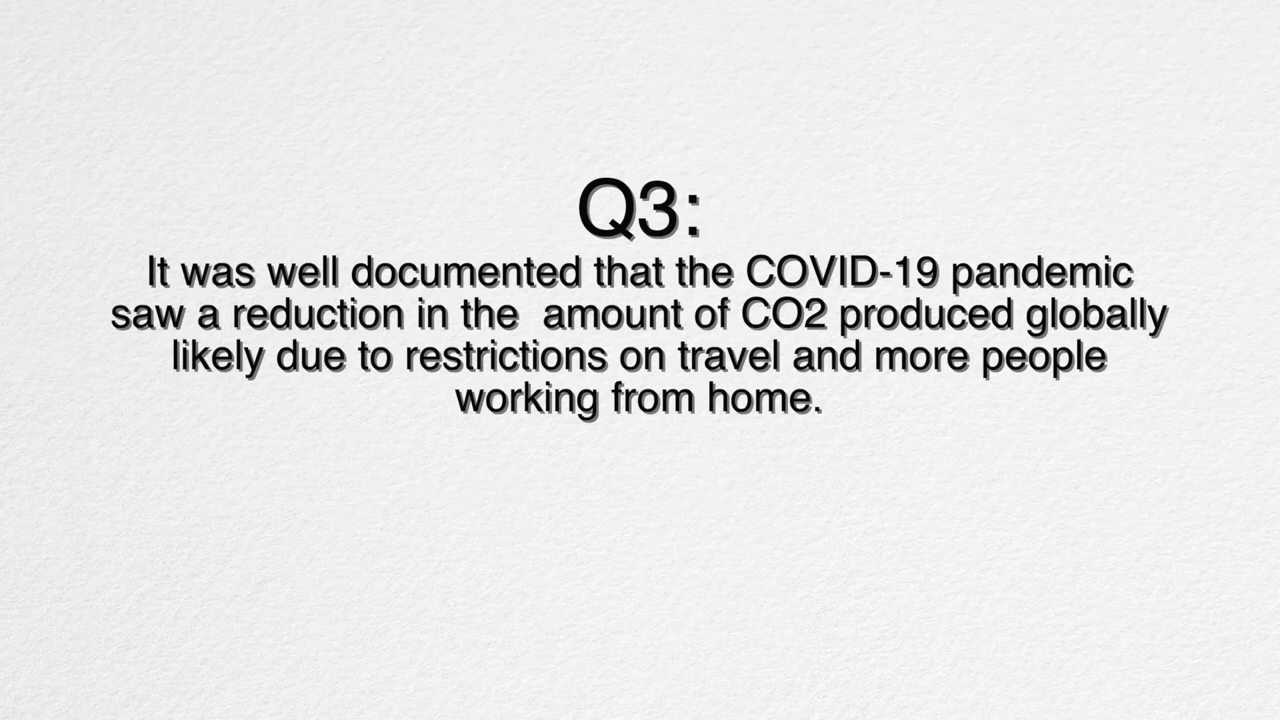 Q3:
It was well documented that the COVID-19 pandemic
saw a reduction in the  amount of CO2 produced globally
likely due to restrictions on travel and more people
working from home.